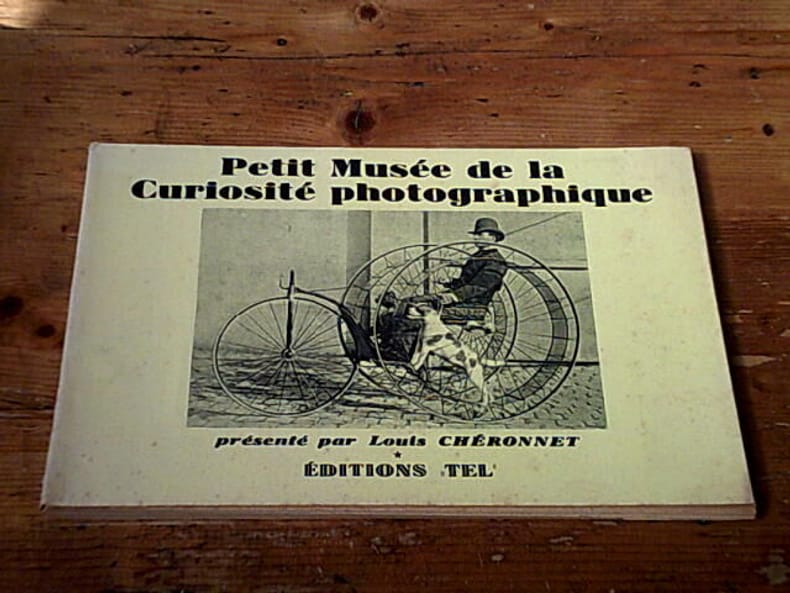 Petit Musée de la
Curiosité photographique
présenté par Louis CHÉRONNET
★
ÉDITIONS TEL